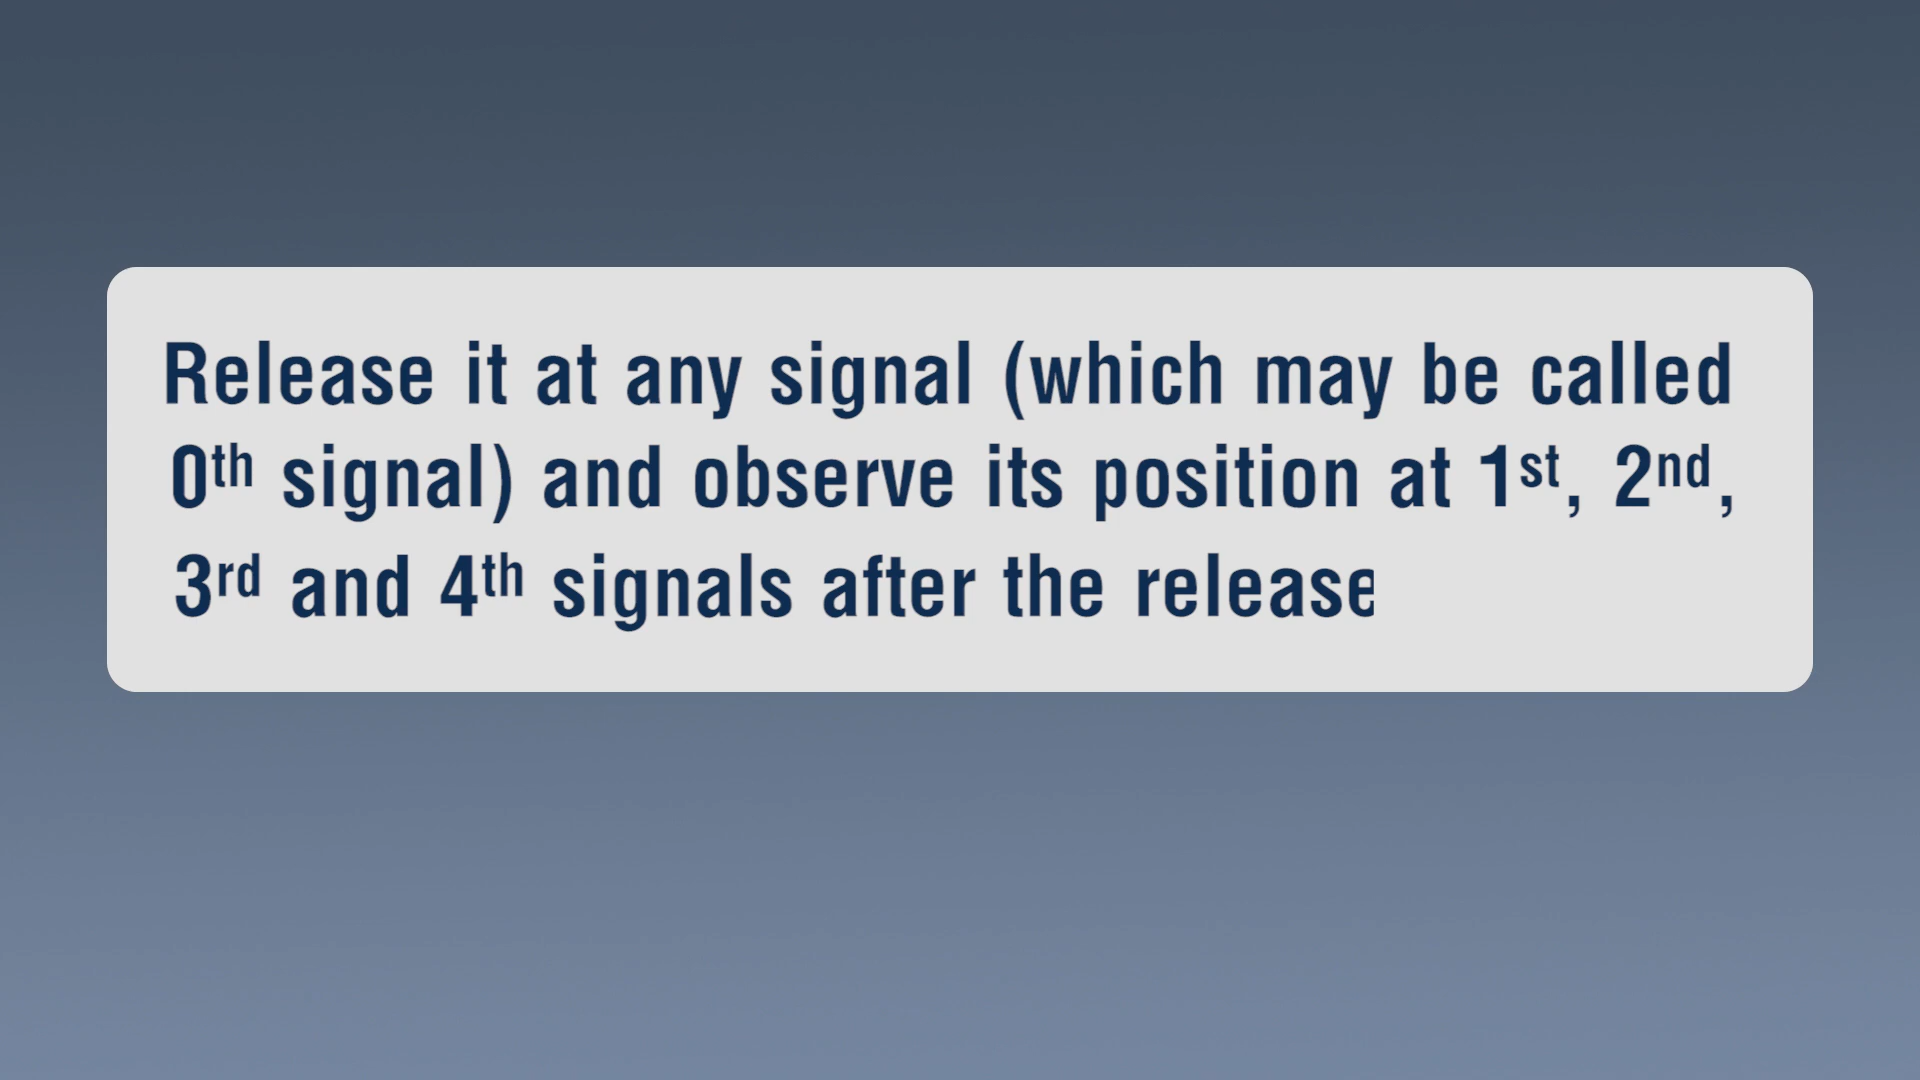 Release it at any signal (which may be called
0th signal) and observe its position at 1st, 2nd,
3rd and 4th signals after the release